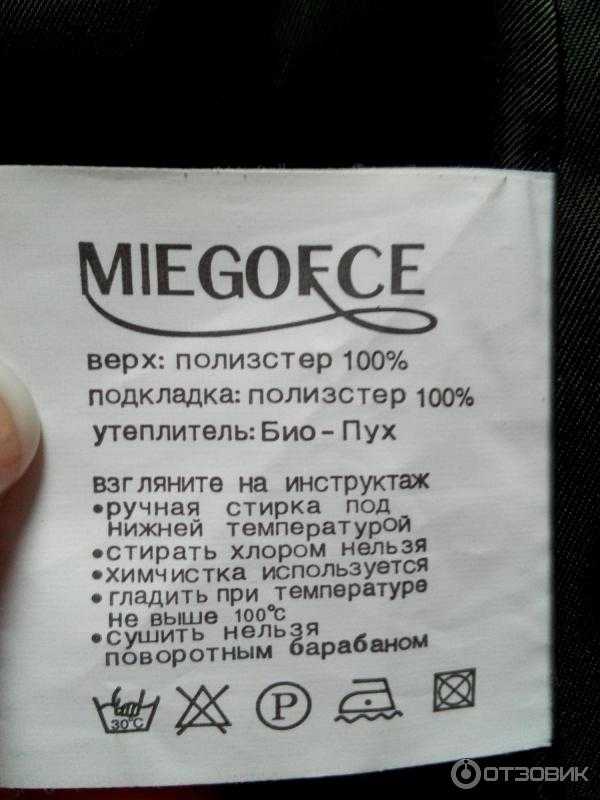 MIEGOFCE
верх: полизстер 100%
подкладка: полизстер 100%
утеплитель: Био - Пух
взгляните на инструктаж
•ручная стирка под
нижней температурой
•стирать хлором нельзя
•химчистка используется
•гладить при температуре
не выше 100°C
•сушить нельзя
поворотным барабаном
30°C
P
ОТЗОВИК